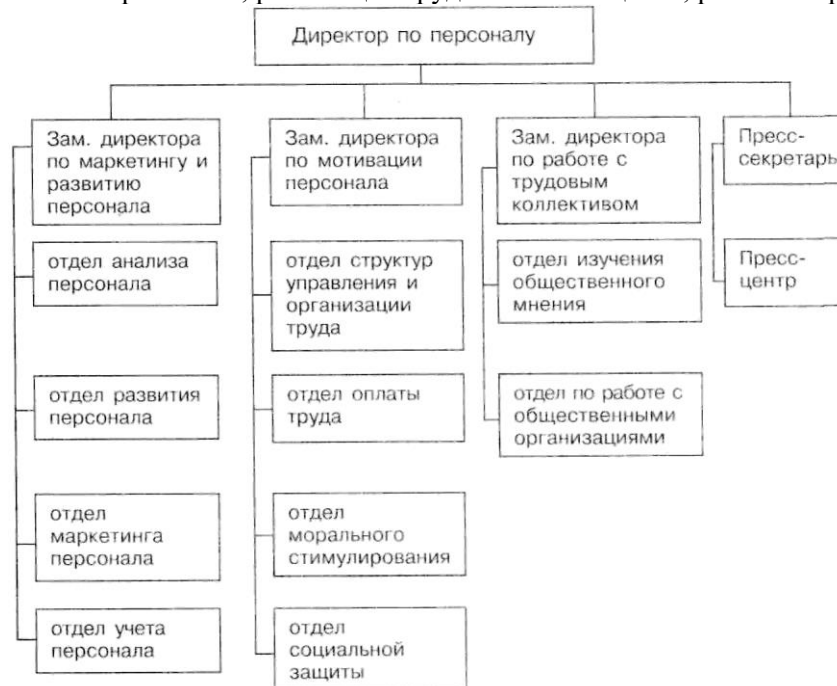 Директор по персоналу
Зам. директора
по маркетингу и
развитию
персонала
отдел анализа
персонала
отдел развития
персонала
отдел
маркетинга
персонала
отдел учета
персонала
Зам. директора
по мотивации
персонала
отдел структур
управления и
организации
труда
отдел оплаты
труда
отдел
морального
стимулирования
отдел
социальной
защиты
Зам. директора
по работе с
трудовым
коллективом
отдел изучения
общественного
мнения
отдел по работе с
общественными
организациями
Пресс-
секретарь
Пресс-
центр